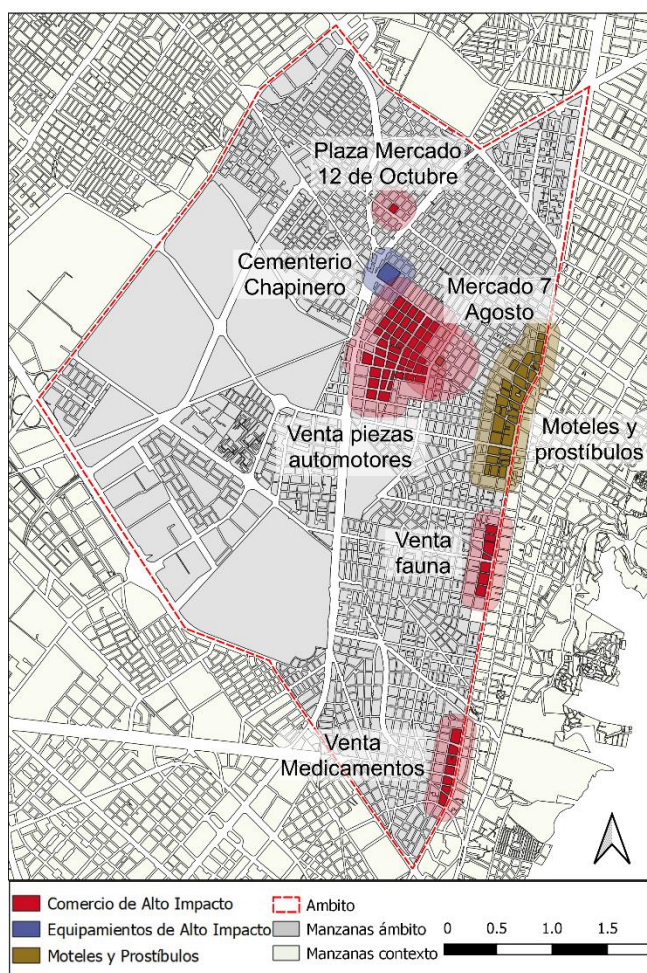 Plaza Mercado
12 de Octubre
Cementerio
Chapinero
Mercado 7
Agosto
Venta piezas
automotores
Moteles y
prostíbulos
Venta
fauna
Venta
Medicamentos
Comercio de Alto Impacto
Equipamientos de Alto Impacto
Moteles y Prostíbulos
Ambito
Manzanas ámbito
Manzanas contexto
0 0.5 1.0 1.5